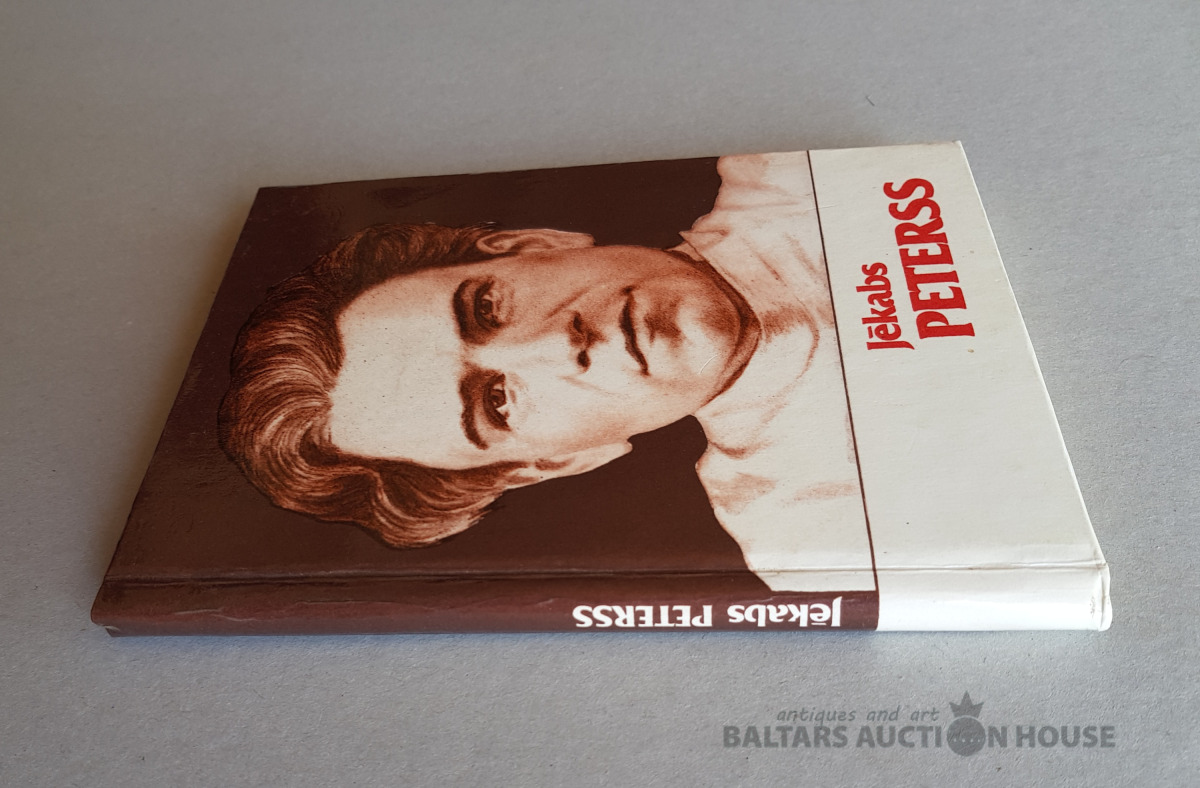 Jēkabs
PETERSS
Jēkabs PETERSS
antiques and art
BALTARS AUCTION HOUSE